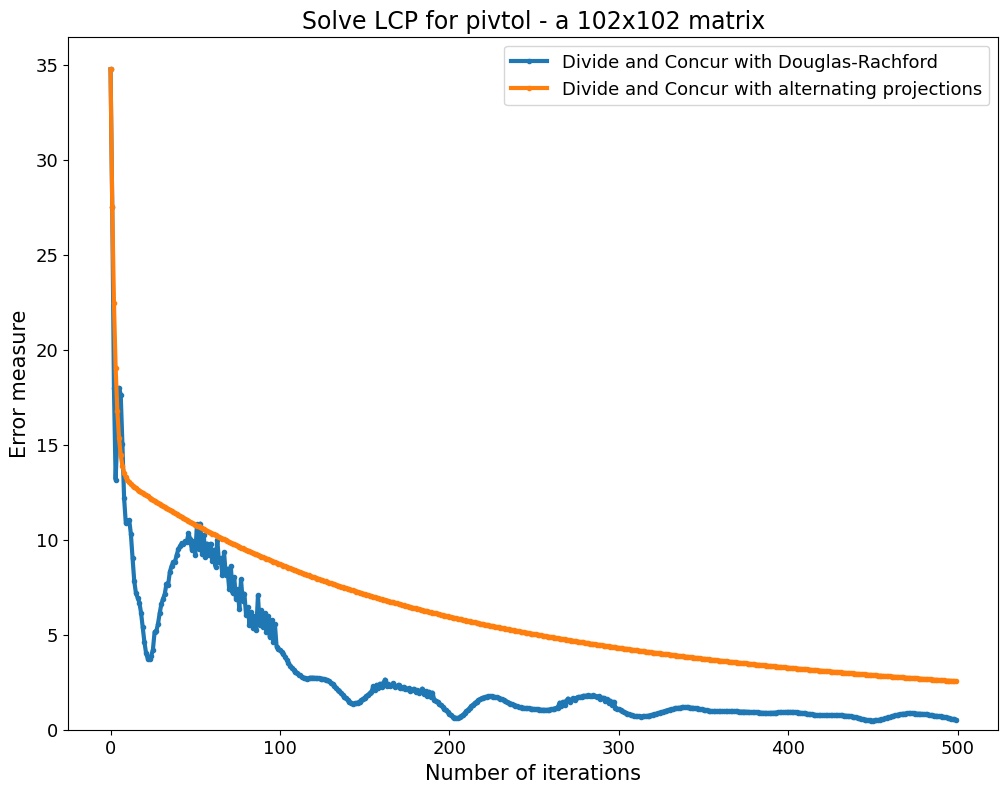 Solve LCP for pivtol - a 102x102 matrix
Divide and Concur with Douglas-Rachford
Divide and Concur with alternating projections
Error measure
35
30
25
20
15
10
5
0
0 100 200 300 400 500
Number of iterations